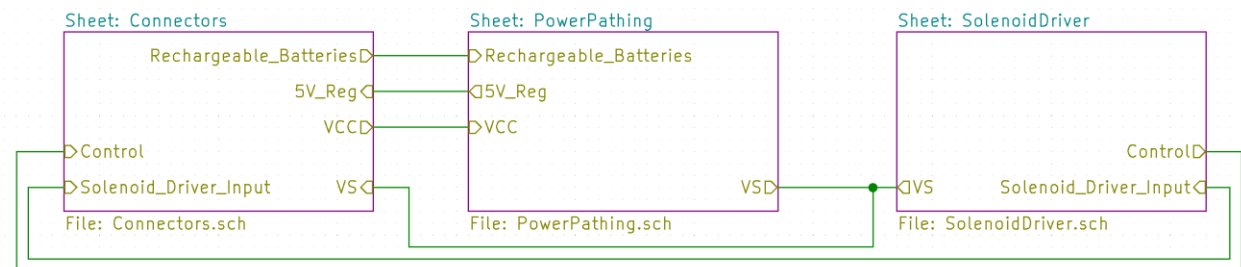 Sheet: Connectors
Rechargeable_Batteries
5V_Reg
VCC
Control
Solenoid_Driver_Input VS
File: Connectors.sch
Sheet: PowerPathing
Rechargeable_Batteries
5V_Reg
VCC
VS
File: PowerPathing.sch
Sheet: SolenoidDriver
Control
VS Solenoid_Driver_Input
File: SolenoidDriver.sch